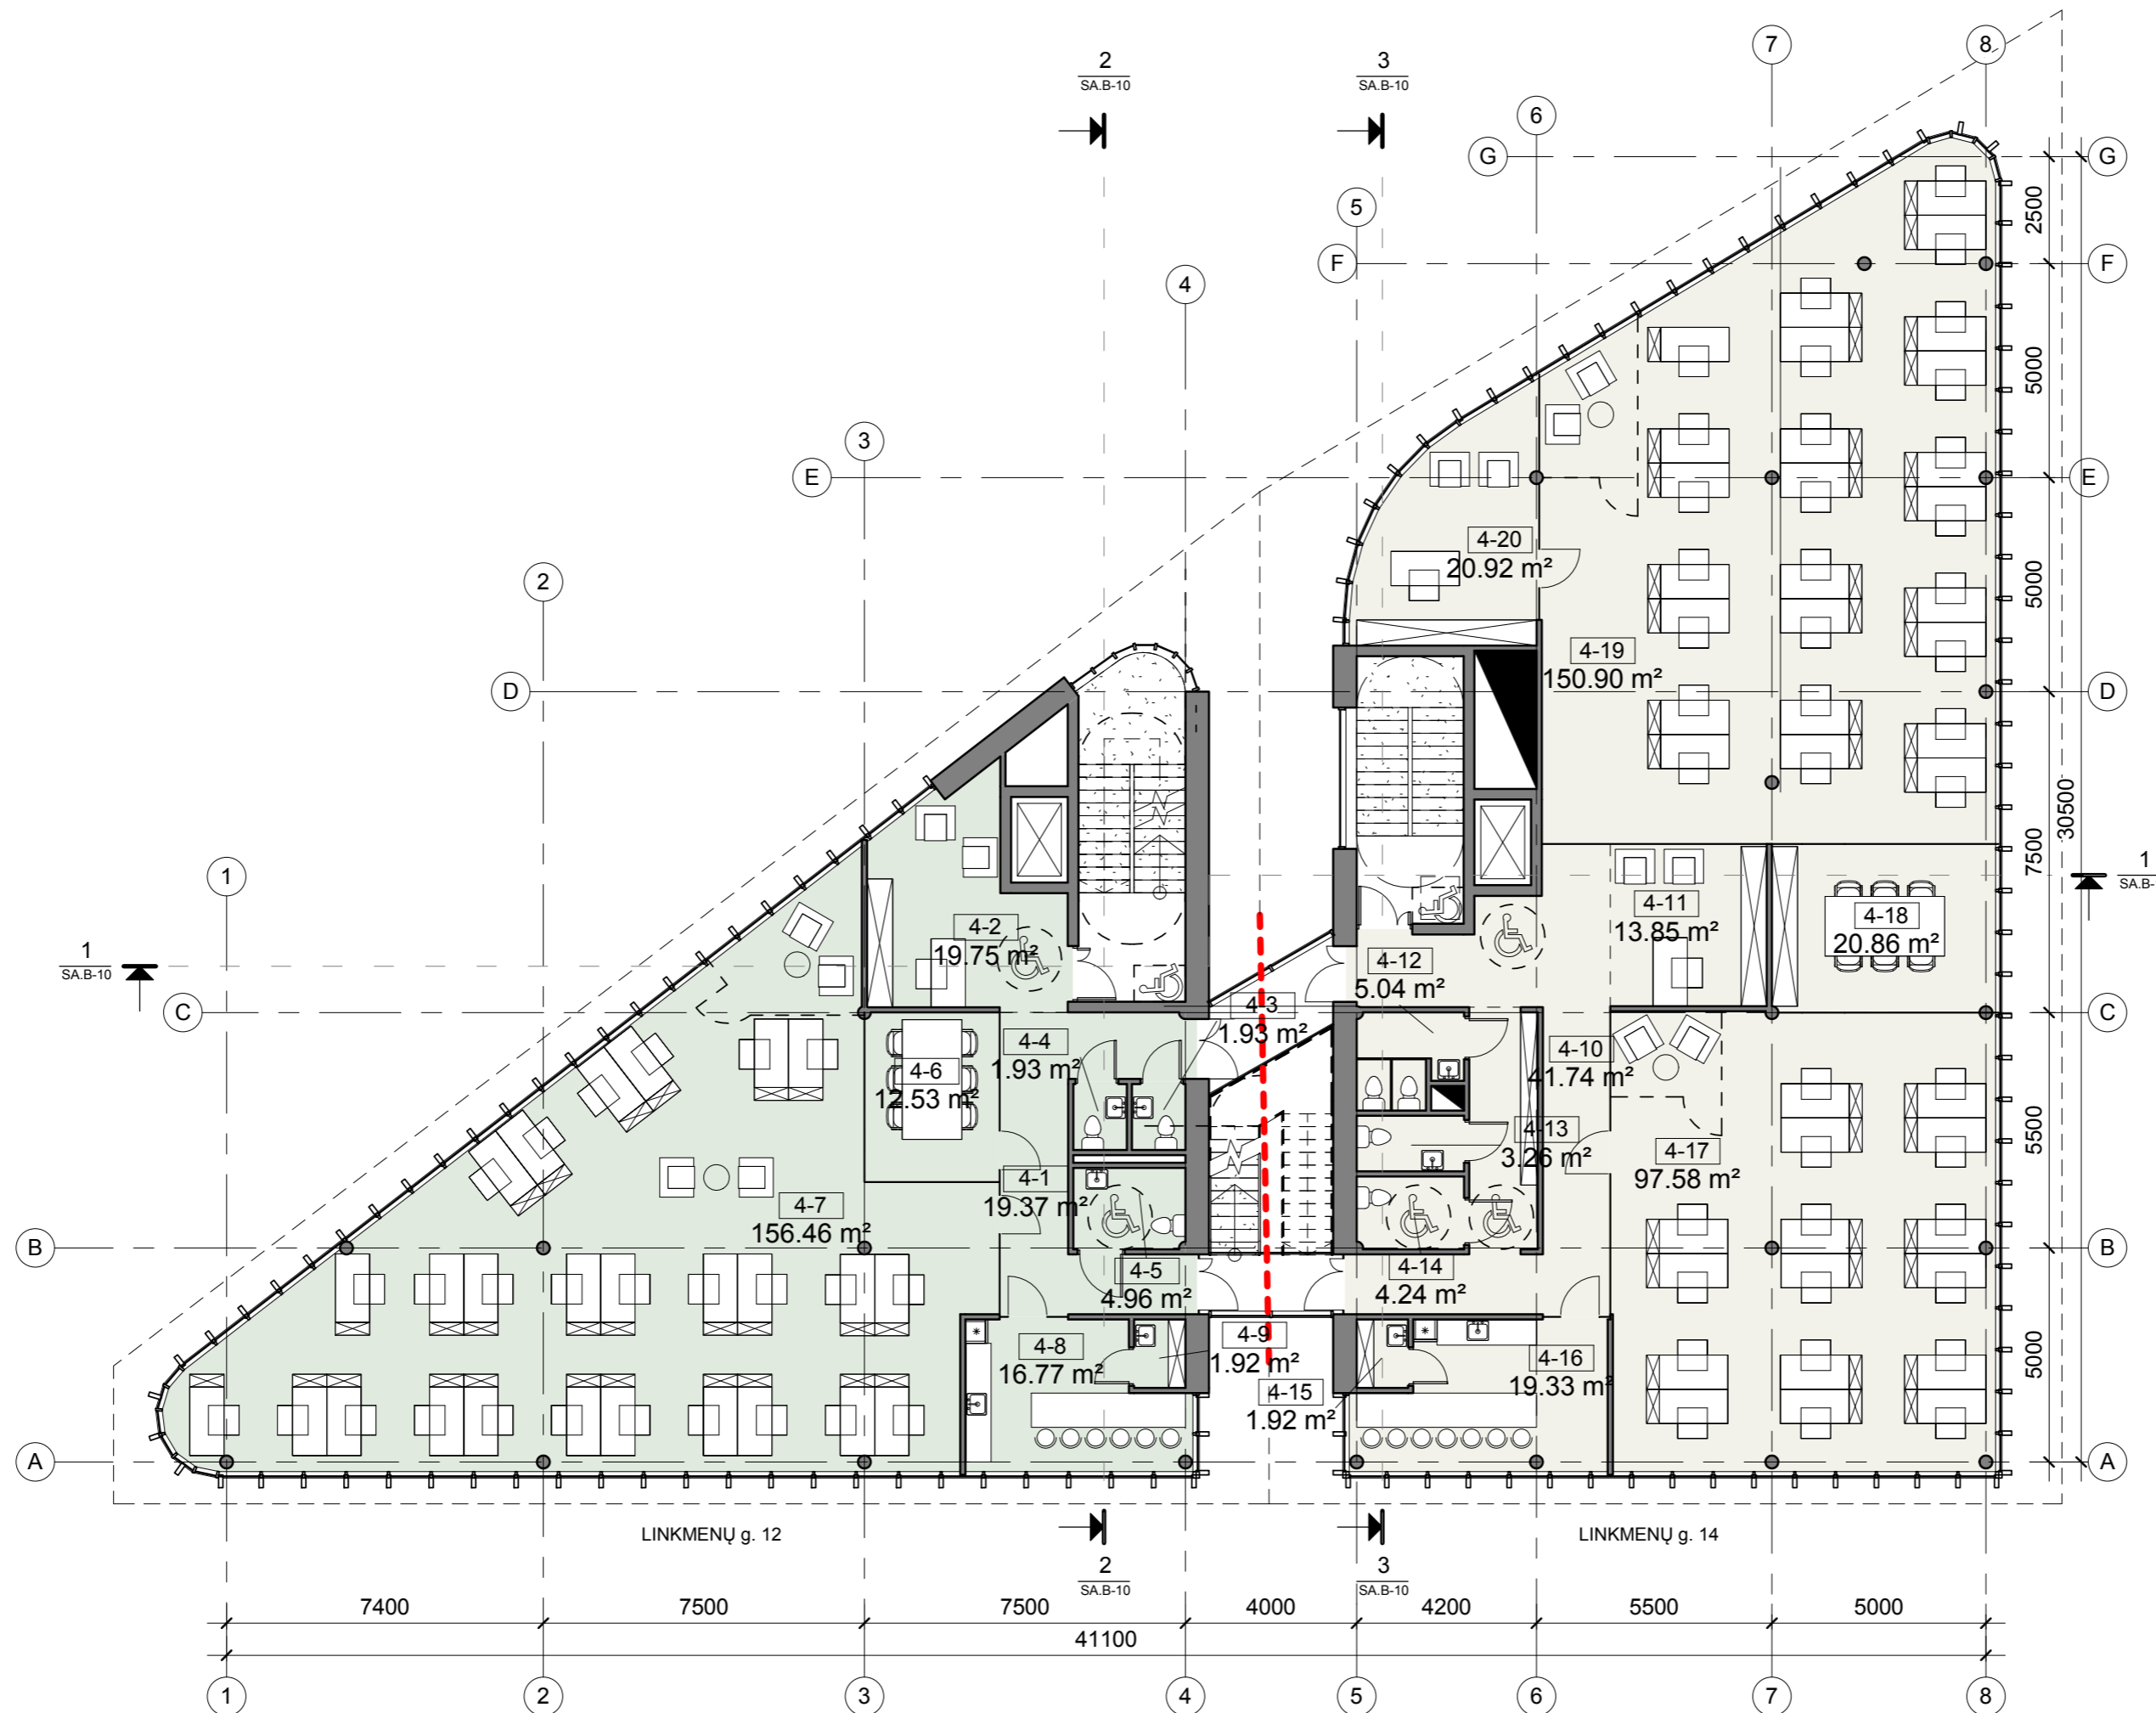 2
SA.B-10
3
SA.B-10
7
8
6
G
G
5
F
F
4
2500
3
E
E
5000
4-20
20.92 m²
2
5000
4-19
150.90 m²
D
D
30500
7500
1
1
SA.B-
4-11
13.85 m²
4-18
20.86 m²
4-2
19.75 m²
1
SA.B-10
4-12
5.04 m²
C
C
4-3
1.93 m²
4-4
1.93 m²
4-10
41.74 m²
4-6
12.53 m²
5500
4-13
3.26 m²
4-17
97.58 m²
4-1
19.37 m²
4-7
156.46 m²
B
B
4-5
4.96 m²
4-14
4.24 m²
4-8
16.77 m²
4-9
1.92 m²
4-16
19.33 m²
5000
4-15
1.92 m²
A
A
LINKMENŲ g. 12
LINKMENŲ g. 14
2
SA.B-10
3
SA.B-10
7400
7500
7500
4000
4200
5500
5000
41100
1
2
3
4
5
6
7
8